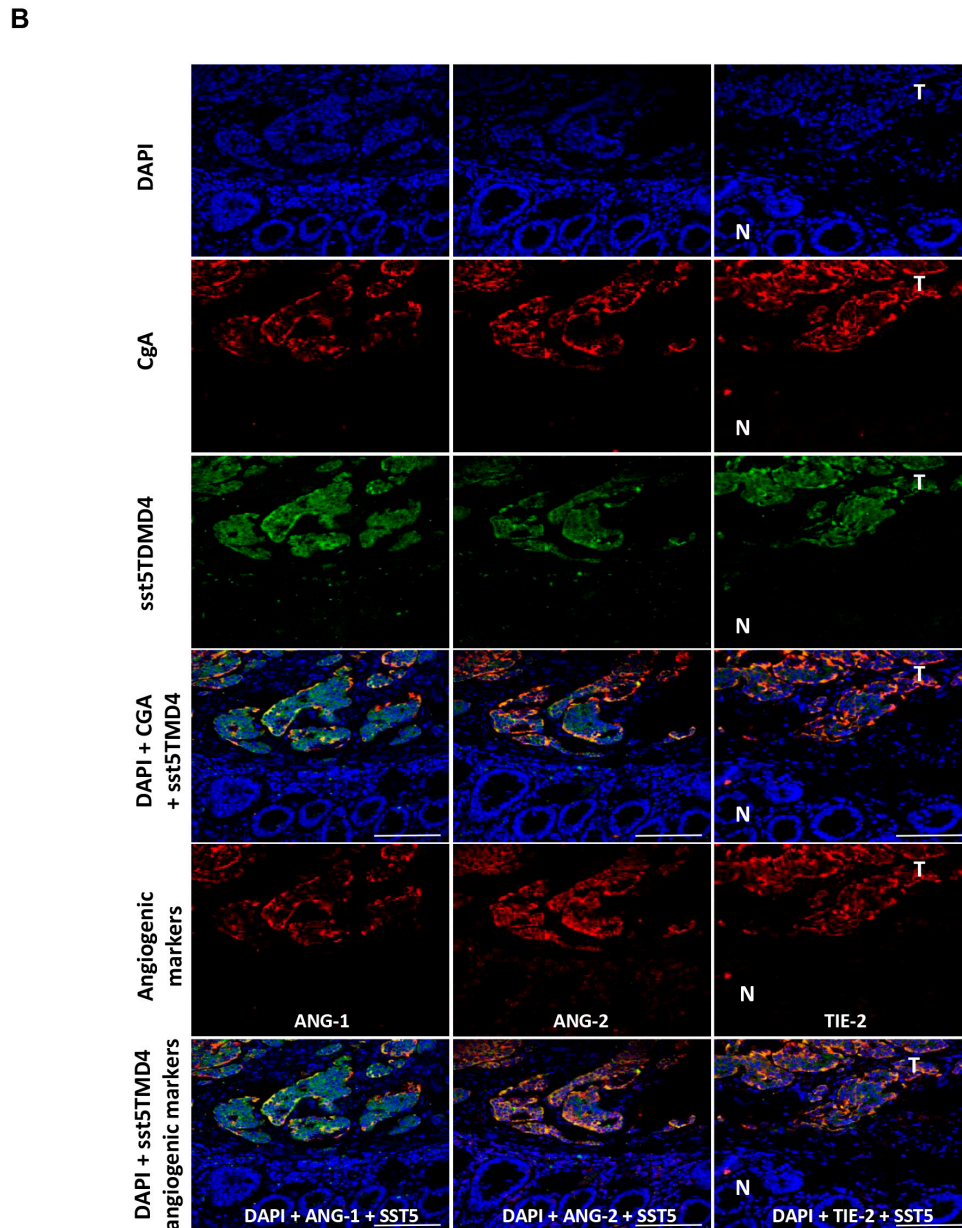 B
DAPI
T
N
CgA
T
N
sst5TDMD4
T
N
DAPI + CGA
+ sst5TMD4
T
N
Angiogenic
markers
T
N
ANG-1
ANG-2
TIE-2
DAPI + sst5TMD4
angiogenic markers
T
N
DAPI + ANG-1 + SST5
DAPI + ANG-2 + SST5
DAPI + TIE-2 + SST5